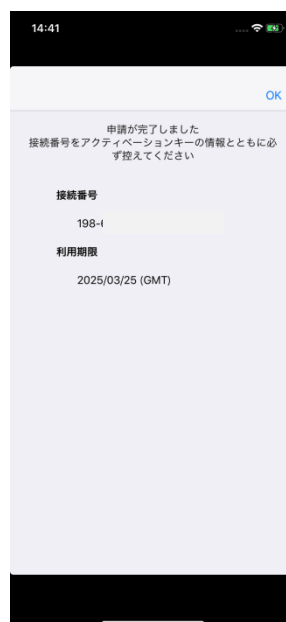 14:41
OK
申請が完了しました
接続番号をアクティベーションキーの情報とともに必
ず控えてください
接続番号
198-
利用期限
2025/03/25 (GMT)